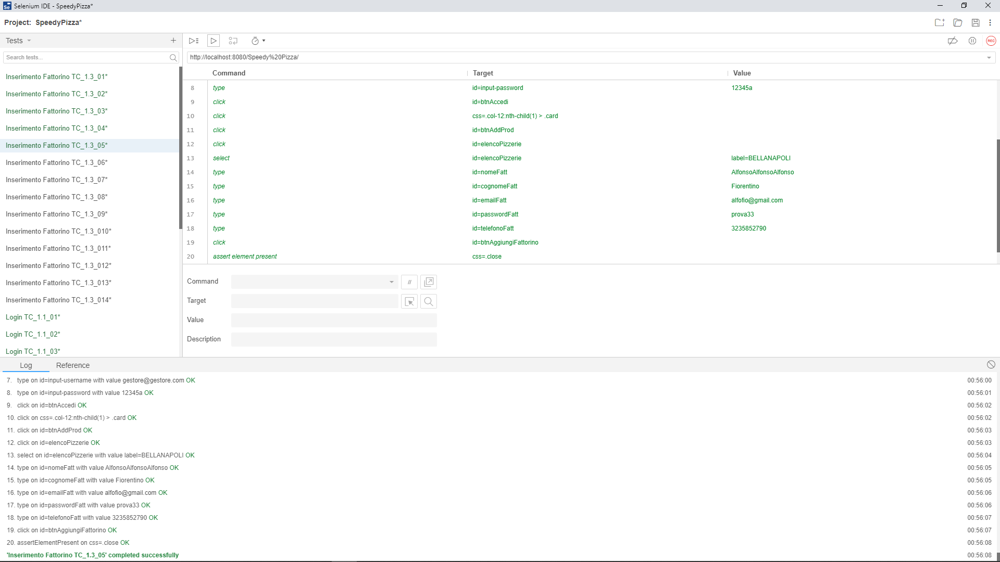 Selenium IDE - SpeedyPizza*
Project: SpeedyPizza*
Tests
Search tests...
Inserimento Fattorino TC_1.3_01*
Inserimento Fattorino TC_1.3_02*
Inserimento Fattorino TC_1.3_03*
Inserimento Fattorino TC_1.3_04*
Inserimento Fattorino TC_1.3_05*
Inserimento Fattorino TC_1.3_06*
Inserimento Fattorino TC_1.3_07*
Inserimento Fattorino TC_1.3_08*
Inserimento Fattorino TC_1.3_09*
Inserimento Fattorino TC_1.3_010*
Inserimento Fattorino TC_1.3_011*
Inserimento Fattorino TC_1.3_012*
Inserimento Fattorino TC_1.3_013*
Inserimento Fattorino TC_1.3_014*
Login TC_1.1_01*
Login TC_1.1_02*
Login TC_1.1_03*
REC
http://localhost:8080/Speedy%20Pizza/
Command Target Value
8 type id=input-password 12345a
9 click id=btnAccedi
10 click css=.col-12:nth-child(1) > .card
11 click id=btnAddProd
12 click id=elencoPizzerie
13 select id=elencoPizzerie label=BELLANAPOLI
14 type id=nomeFatt AlfonsoAlfonsoAlfonso
15 type id=cognomeFatt Fiorentino
16 type id=emailFatt alfofio@gmail.com
17 type id=passwordFatt prova33
18 type id=telefonoFatt 3235852790
19 click id=btnAggiungiFattorino
20 assert element present css=.close
Command //
Target
Value
Description
Log Reference
7. type on id=input-username with value gestore@gestore.com OK 00:56:00
8. type on id=input-password with value 12345a OK 00:56:01
9. click on id=btnAccedi OK 00:56:02
10. click on css=.col-12:nth-child(1) > .card OK 00:56:02
11. click on id=btnAddProd OK 00:56:03
12. click on id=elencoPizzerie OK 00:56:03
13. select on id=elencoPizzerie with value label=BELLANAPOLI OK 00:56:04
14. type on id=nomeFatt with value AlfonsoAlfonsoAlfonso OK 00:56:05
15. type on id=cognomeFatt with value Fiorentino OK 00:56:05
16. type on id=emailFatt with value alfofio@gmail.com OK 00:56:06
17. type on id=passwordFatt with value prova33 OK 00:56:06
18. type on id=telefonoFatt with value 3235852790 OK 00:56:07
19. click on id=btnAggiungiFattorino OK 00:56:07
20. assertElementPresent on css=.close OK 00:56:08
'Inserimento Fattorino TC_1.3_05' completed successfully 00:56:08